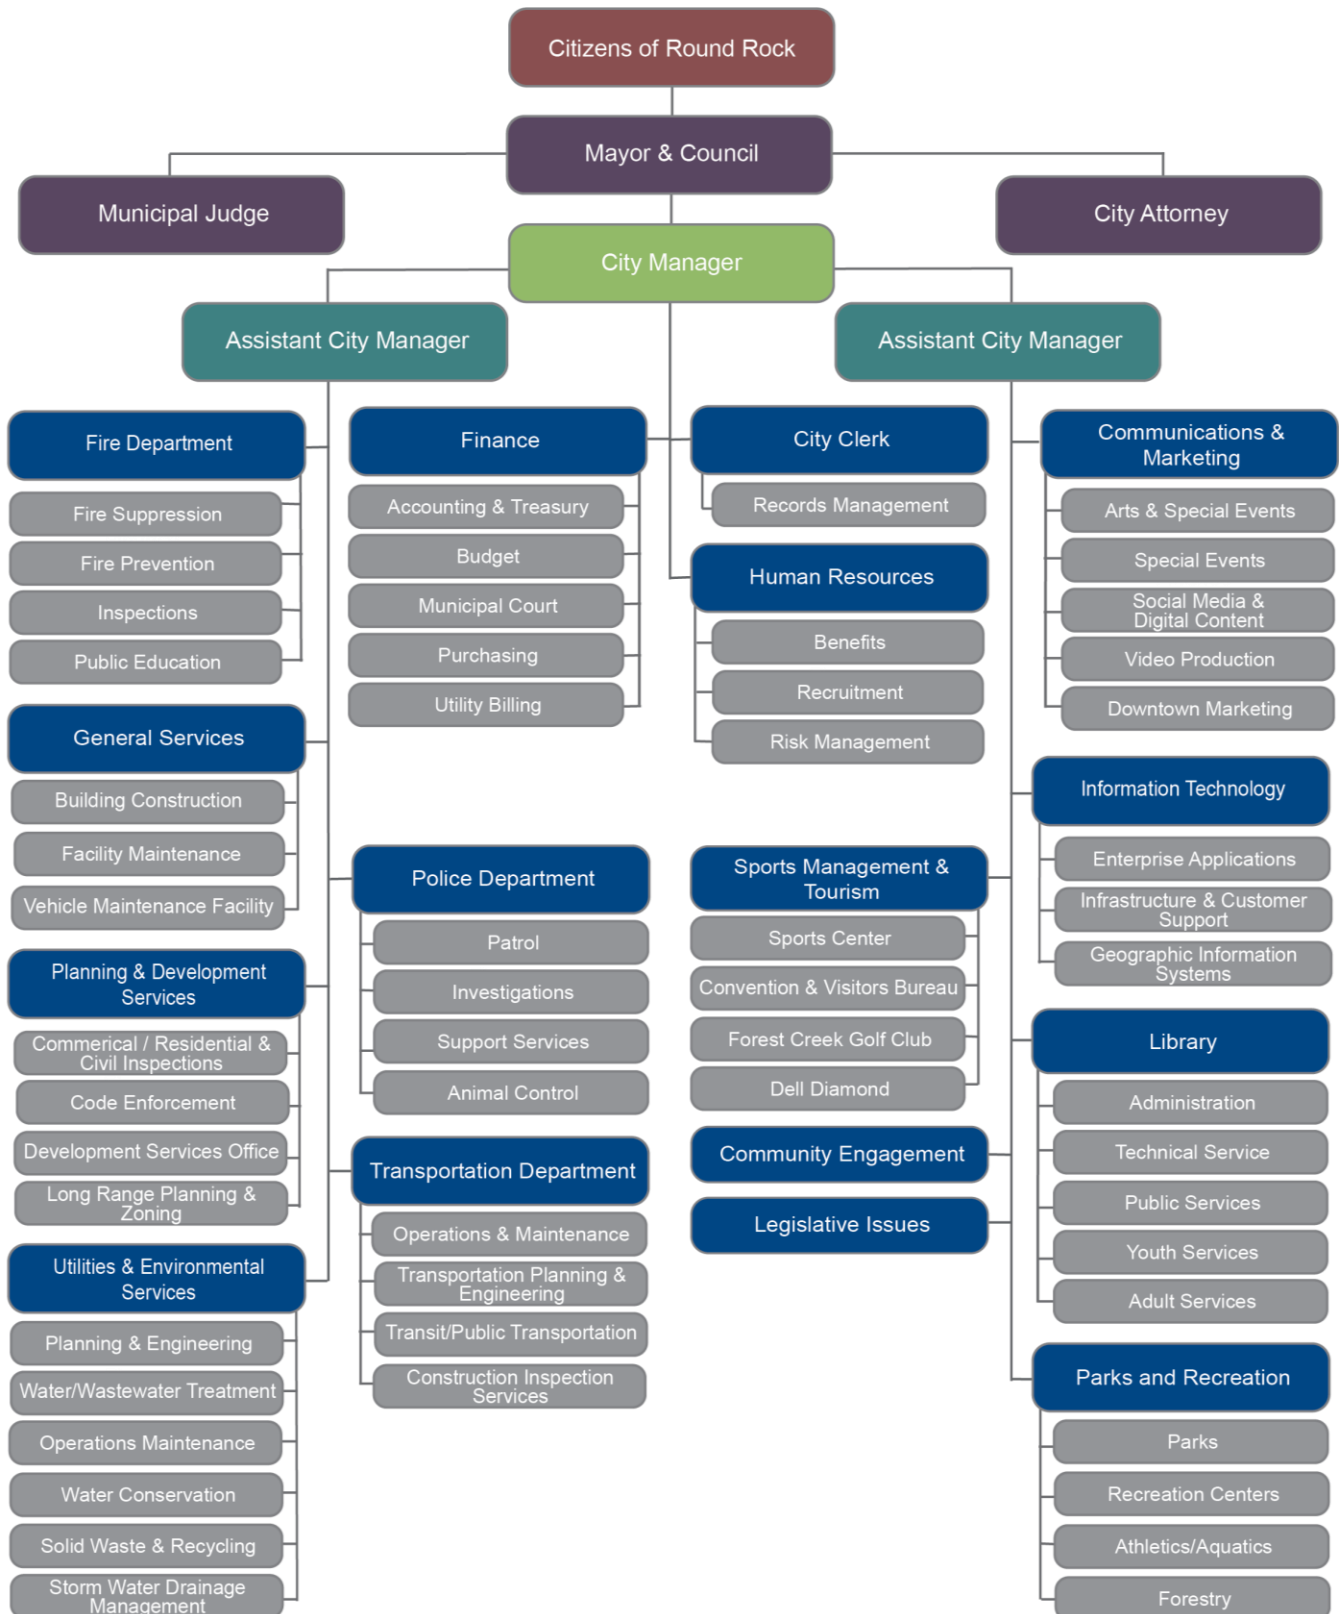 Citizens of Round Rock
Mayor & Council
Municipal Judge
City Attorney
City Manager
Assistant City Manager
Assistant City Manager
Fire Department
Fire Suppression
Fire Prevention
Inspections
Public Education
General Services
Building Construction
Facility Maintenance
Vehicle Maintenance Facility
Planning & Development
Services
Commerical / Residential &
Civil Inspections
Code Enforcement
Development Services Office
Long Range Planning &
Zoning
Utilities & Environmental
Services
Planning & Engineering
Water/Wastewater Treatment
Operations Maintenance
Water Conservation
Solid Waste & Recycling
Storm Water Drainage
Management
Finance
Accounting & Treasury
Budget
Municipal Court
Purchasing
Utility Billing
Police Department
Patrol
Investigations
Support Services
Animal Control
Transportation Department
Operations & Maintenance
Transportation Planning &
Engineering
Transit/Public Transportation
Construction Inspection
Services
City Clerk
Records Management
Human Resources
Benefits
Recruitment
Risk Management
Sports Management &
Tourism
Sports Center
Convention & Visitors Bureau
Forest Creek Golf Club
Dell Diamond
Community Engagement
Legislative Issues
Communications &
Marketing
Arts & Special Events
Special Events
Social Media &
Digital Content
Video Production
Downtown Marketing
Information Technology
Enterprise Applications
Infrastructure & Customer
Support
Geographic Information
Systems
Library
Administration
Technical Service
Public Services
Youth Services
Adult Services
Parks and Recreation
Parks
Recreation Centers
Athletics/Aquatics
Forestry